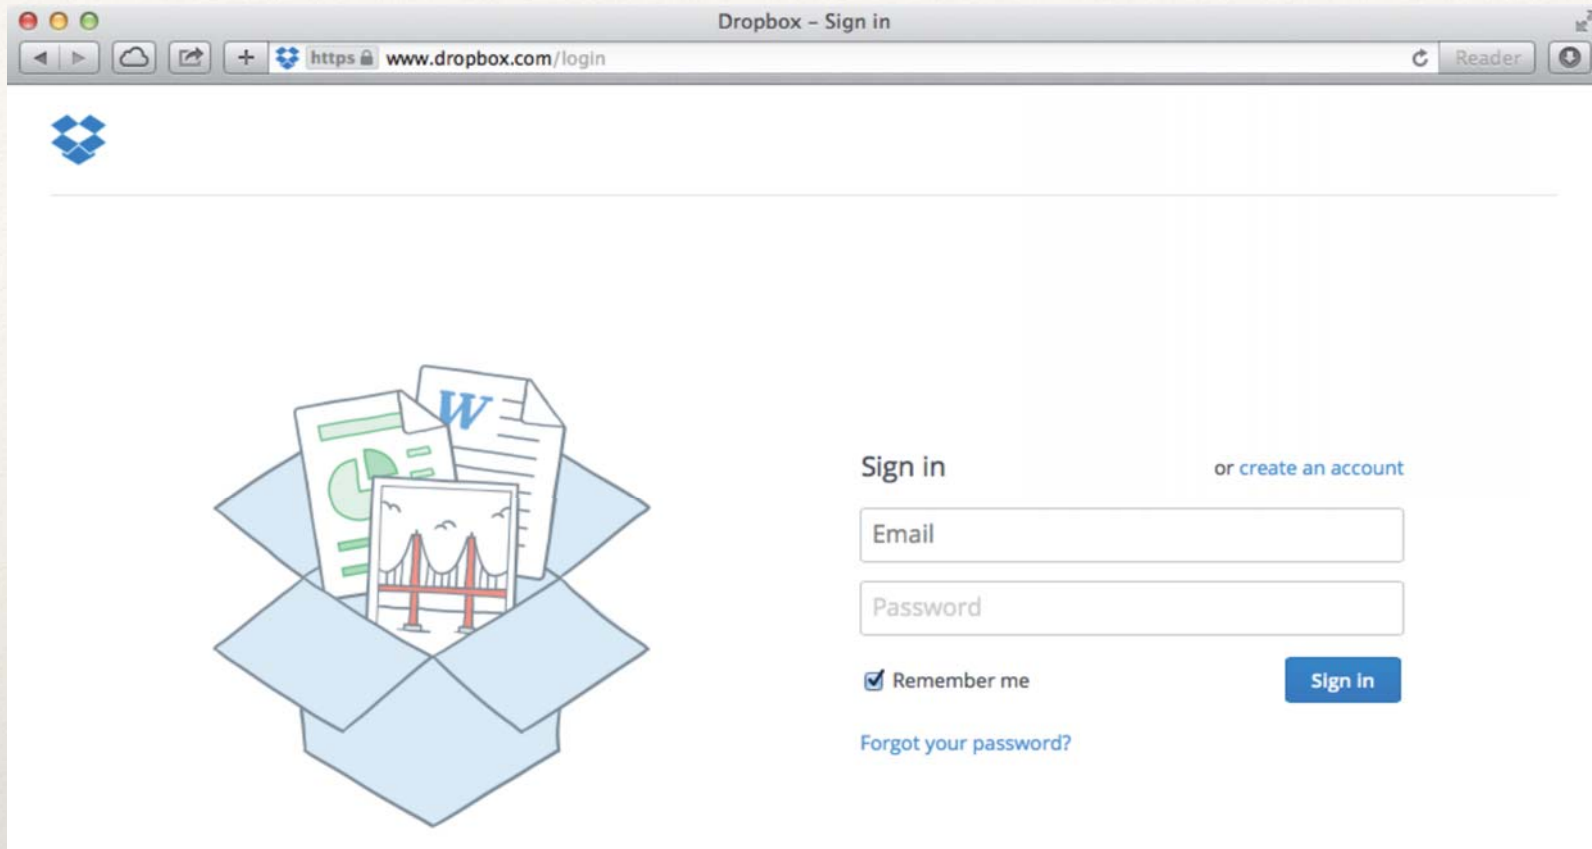 Dropbox – Sign in
https www.dropbox.com/login
Reader
W
Sign in
or create an account
Email
Password
Remember me
Sign in
Forgot your password?